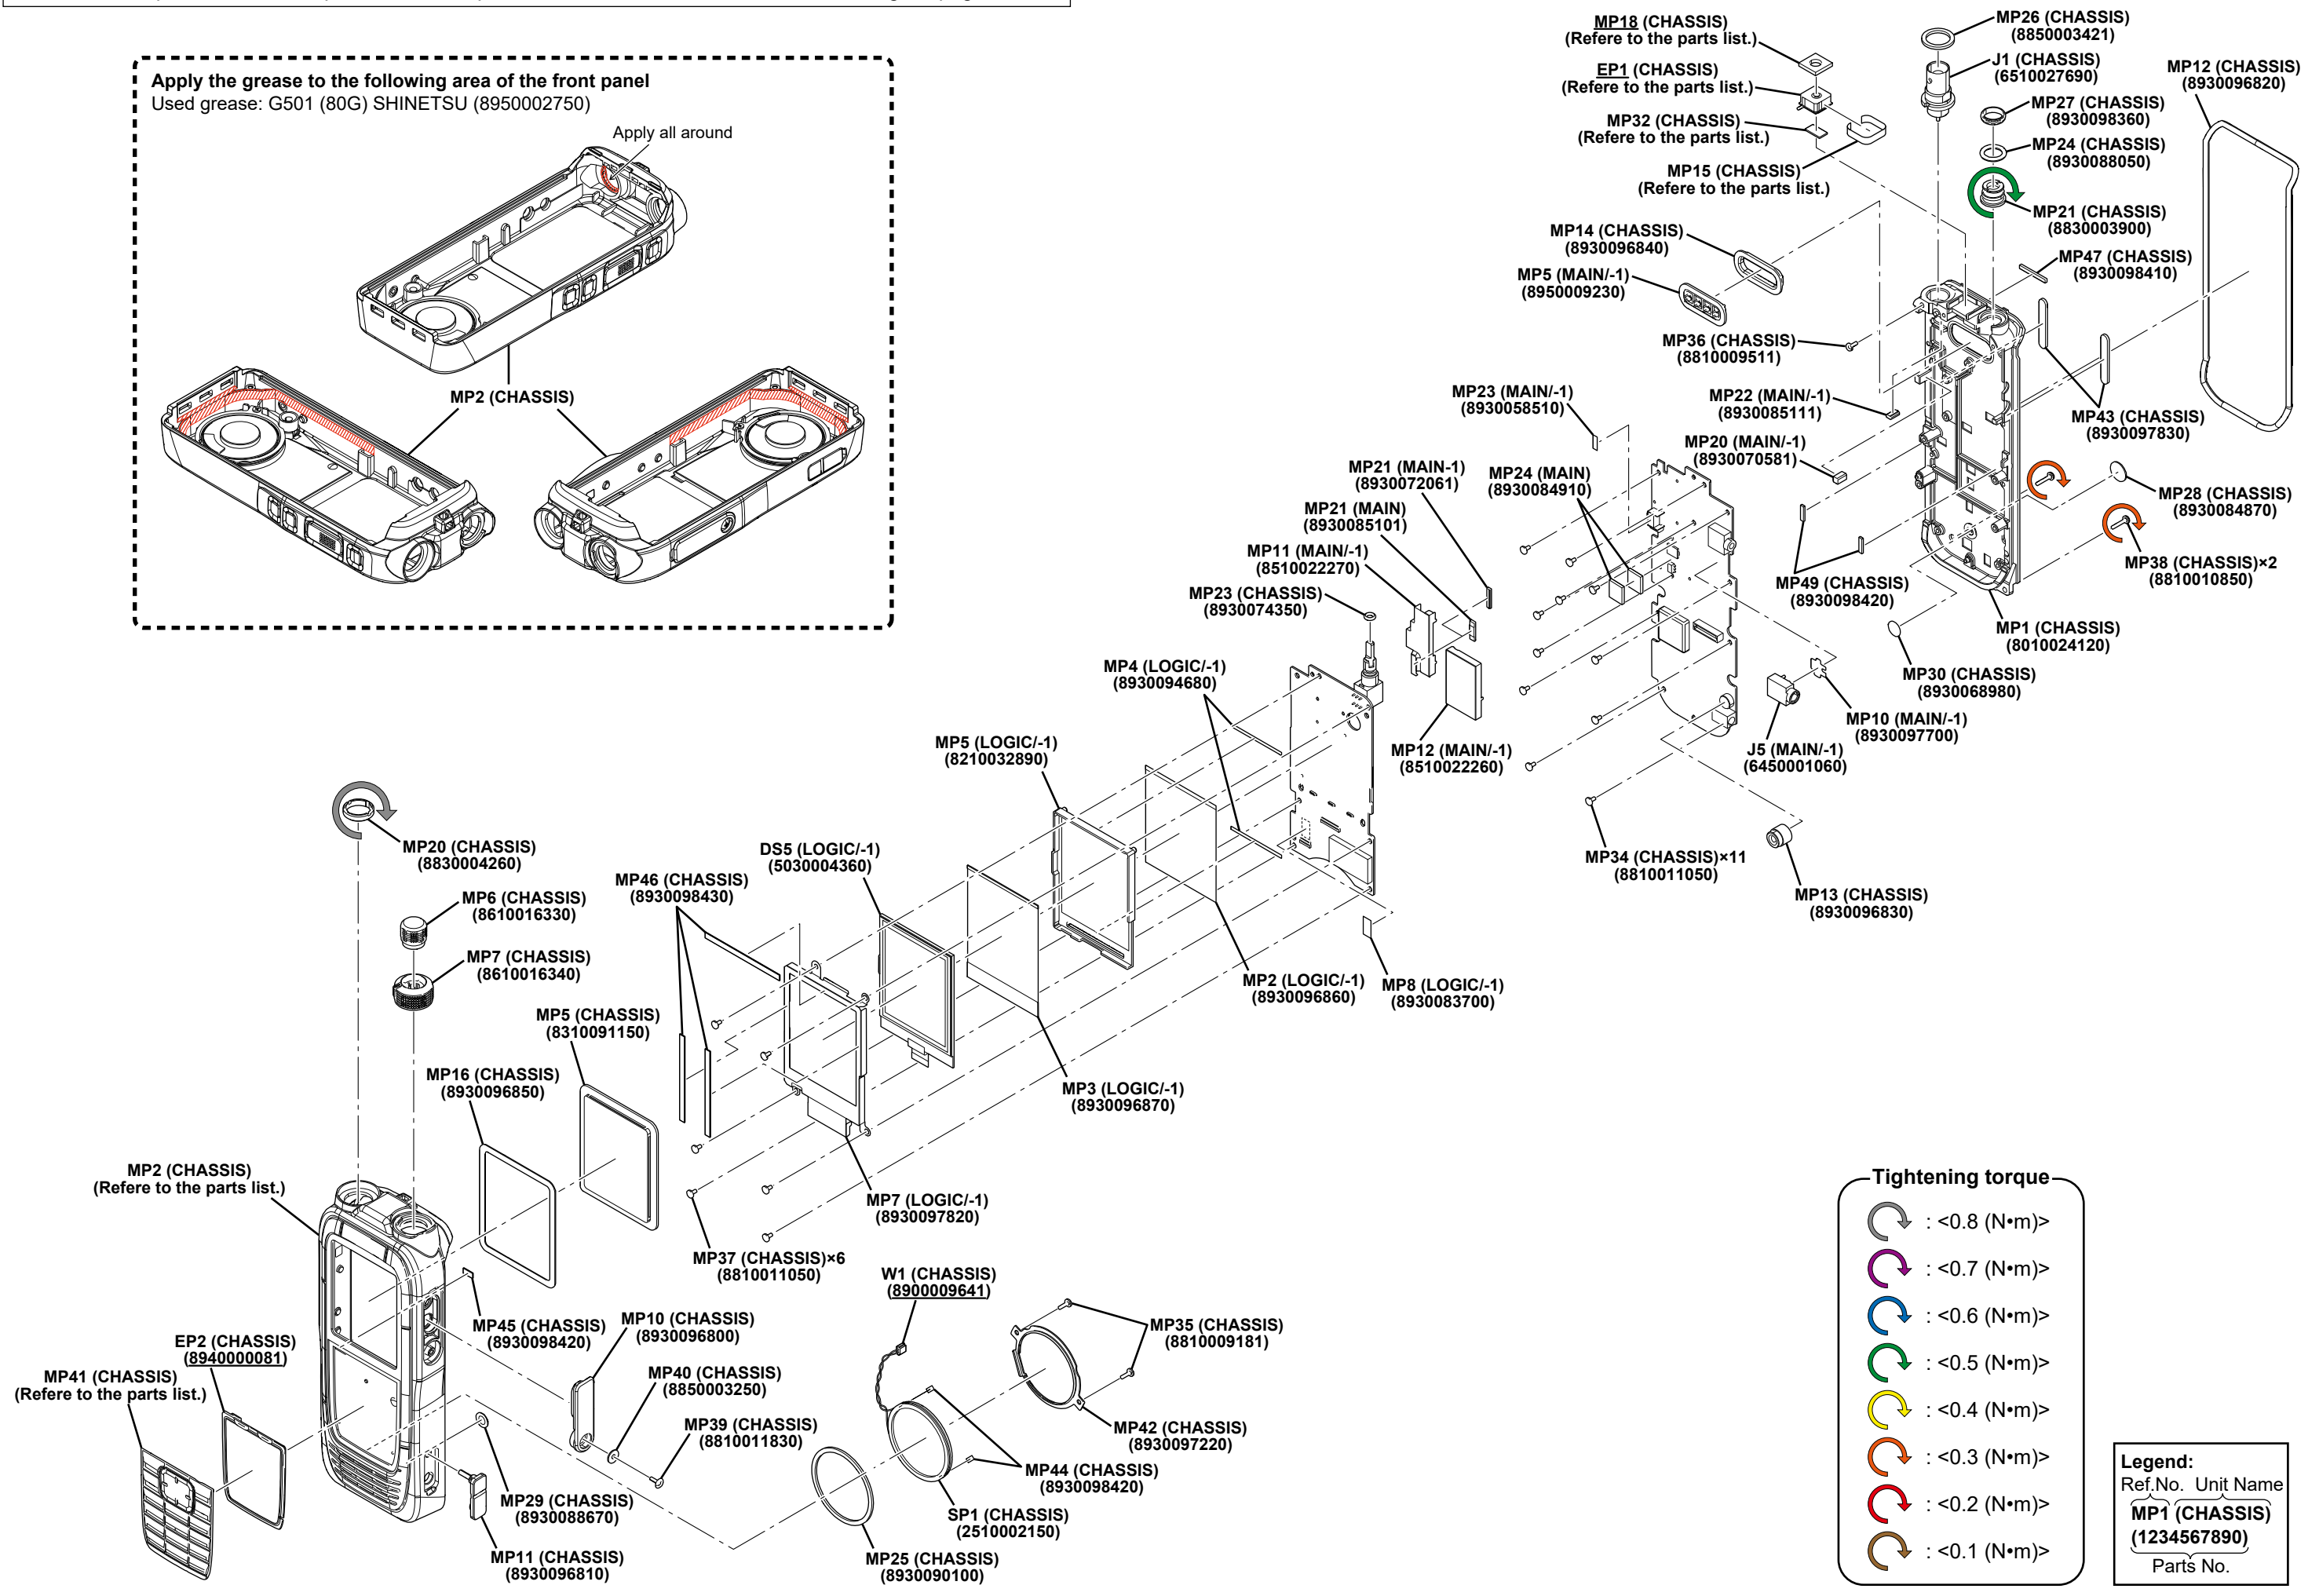 Apply the grease to the following area of the front panel
Used grease: G501 (80G) SHINETSU (8950002750)
Apply all around
MP2 (CHASSIS)
MP18 (CHASSIS)
(Refere to the parts list.)
EP1 (CHASSIS)
(Refere to the parts list.)
MP32 (CHASSIS)
(Refere to the parts list.)
MP15 (CHASSIS)
(Refere to the parts list.)
MP26 (CHASSIS)
(8850003421)
J1 (CHASSIS)
(6510027690)
MP27 (CHASSIS)
(8930098360)
MP24 (CHASSIS)
(8930088050)
MP21 (CHASSIS)
(8830003900)
MP12 (CHASSIS)
(8930096820)
MP47 (CHASSIS)
(8930098410)
MP14 (CHASSIS)
(8930096840)
MP5 (MAIN/-1)
(8950009230)
MP36 (CHASSIS)
(8810009511)
MP22 (MAIN/-1)
(8930085111)
MP20 (MAIN/-1)
(8930070581)
MP43 (CHASSIS)
(8930097830)
MP28 (CHASSIS)
(8930084870)
MP38 (CHASSIS)×2
(8810010850)
MP49 (CHASSIS)
(8930098420)
MP1 (CHASSIS)
(8010024120)
MP30 (CHASSIS)
(8930068980)
MP10 (MAIN/-1)
(8930097700)
J5 (MAIN/-1)
(6450001060)
MP23 (MAIN/-1)
(8930058510)
MP24 (MAIN)
(8930084910)
MP21 (MAIN-1)
(8930072061)
MP21 (MAIN)
(8930085101)
MP11 (MAIN/-1)
(8510022270)
MP23 (CHASSIS)
(8930074350)
MP12 (MAIN/-1)
(8510022260)
MP34 (CHASSIS)×11
(8810011050)
MP13 (CHASSIS)
(8930096830)
MP4 (LOGIC/-1)
(8930094680)
MP5 (LOGIC/-1)
(8210032890)
MP2 (LOGIC/-1)
(8930096860)
MP8 (LOGIC/-1)
(8930083700)
DS5 (LOGIC/-1)
(5030004360)
MP3 (LOGIC/-1)
(8930096870)
MP46 (CHASSIS)
(8930098430)
MP7 (LOGIC/-1)
(8930097820)
MP37 (CHASSIS)×6
(8810011050)
MP20 (CHASSIS)
(8830004260)
MP6 (CHASSIS)
(8610016330)
MP7 (CHASSIS)
(8610016340)
MP5 (CHASSIS)
(8310091150)
MP16 (CHASSIS)
(8930096850)
MP2 (CHASSIS)
(Refere to the parts list.)
MP45 (CHASSIS)
(8930098420)
EP2 (CHASSIS)
(8940000081)
MP41 (CHASSIS)
(Refere to the parts list.)
MP10 (CHASSIS)
(8930096800)
MP40 (CHASSIS)
(8850003250)
MP39 (CHASSIS)
(8810011830)
MP29 (CHASSIS)
(8930088670)
MP11 (CHASSIS)
(8930096810)
W1 (CHASSIS)
(8900009641)
MP35 (CHASSIS)
(8810009181)
MP42 (CHASSIS)
(8930097220)
MP44 (CHASSIS)
(8930098420)
SP1 (CHASSIS)
(2510002150)
MP25 (CHASSIS)
(8930090100)
Tightening torque
: <0.8 (N•m)>
: <0.7 (N•m)>
: <0.6 (N•m)>
: <0.5 (N•m)>
: <0.4 (N•m)>
: <0.3 (N•m)>
: <0.2 (N•m)>
: <0.1 (N•m)>
Legend:
Ref.No. Unit Name
MP1 (CHASSIS)
(1234567890)
Parts No.